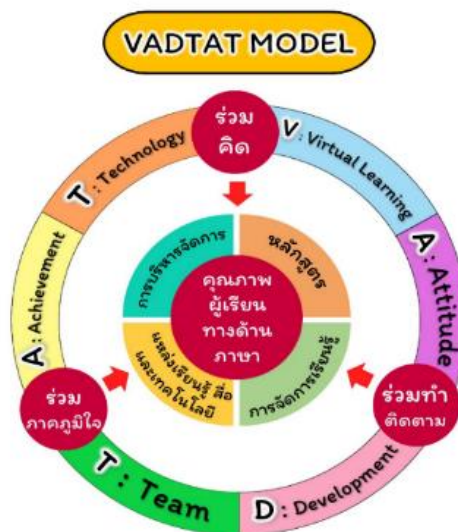 VADTAT MODEL
ร่วม
คิด
V : Virtual Learning
A : Attitude
ร่วมทำ
ติดตาม
D : Development
T : Team
ร่วม
ภาคภูมิใจ
A : Achievement
T : Technology
การบริหารจัดการ
หลักสูตร
การจัดการเรียนรู้
แหล่งเรียนรู้ สื่อ
และเทคโนโลยี
คุณภาพ
ผู้เรียน
ทางด้าน
ภาษา